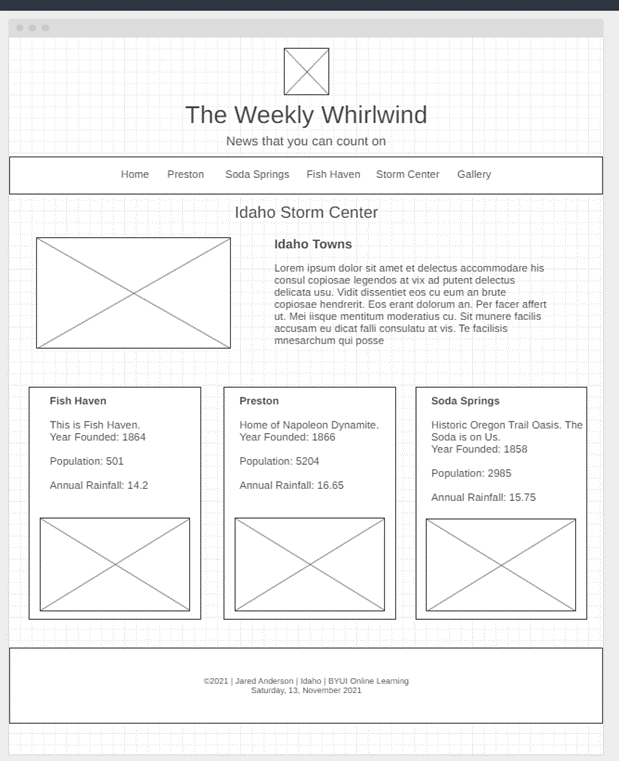 The Weekly Whirlwind
News that you can count on
Home Preston Soda Springs Fish Haven Storm Center Gallery
Idaho Storm Center
Idaho Towns
Lorem ipsum dolor sit amet et delectus accommodare his
consul copiosae legendos at vix ad putent delectus
delicata usu. Vidit dissentiet eos cu eum an brute
copiosae hendrerit. Eos erant dolorum an. Per facer affert
ut. Mei iisque mentitum moderatius cu. Sit munere facilis
accusam eu dicat falli consulatu at vis. Te facilisis
mnesarchum qui posse
Fish Haven
This is Fish Haven.
Year Founded: 1864
Population: 501
Annual Rainfall: 14.2
Preston
Home of Napoleon Dynamite.
Year Founded: 1866
Population: 5204
Annual Rainfall: 16.65
Soda Springs
Historic Oregon Trail Oasis. The
Soda is on Us.
Year Founded: 1858
Population: 2985
Annual Rainfall: 15.75
©2021 | Jared Anderson | Idaho | BYUI Online Learning
Saturday, 13, November 2021